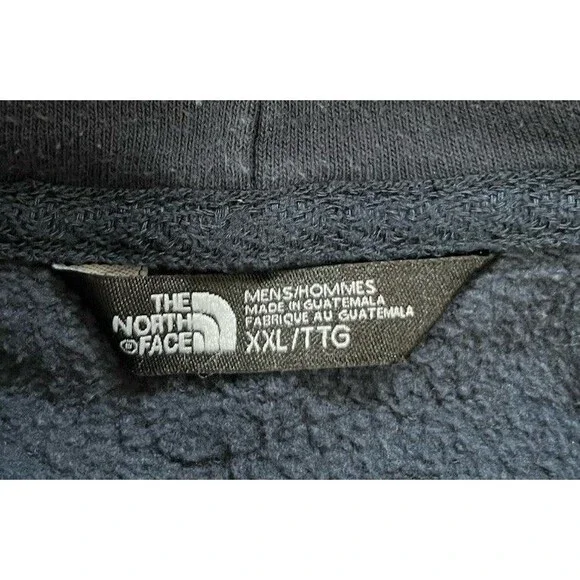 THE
NORTH
FACE
MENS/HOMMES
MADE IN GUATEMALA
FABRIQUE AU GUATEMALA
XXL/TTG